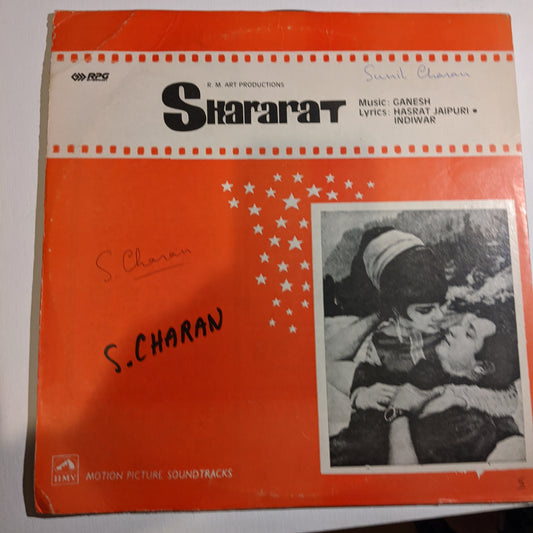 RPG
R. M. ART PRODUCTIONS
Sunil Charan
SHARARAT
Music: GANESH
Lyrics: HASRAT JAIPURI •
INDIWAR
S. Charan
S. CHARAN
HMV
MOTION PICTURE SOUNDTRACKS